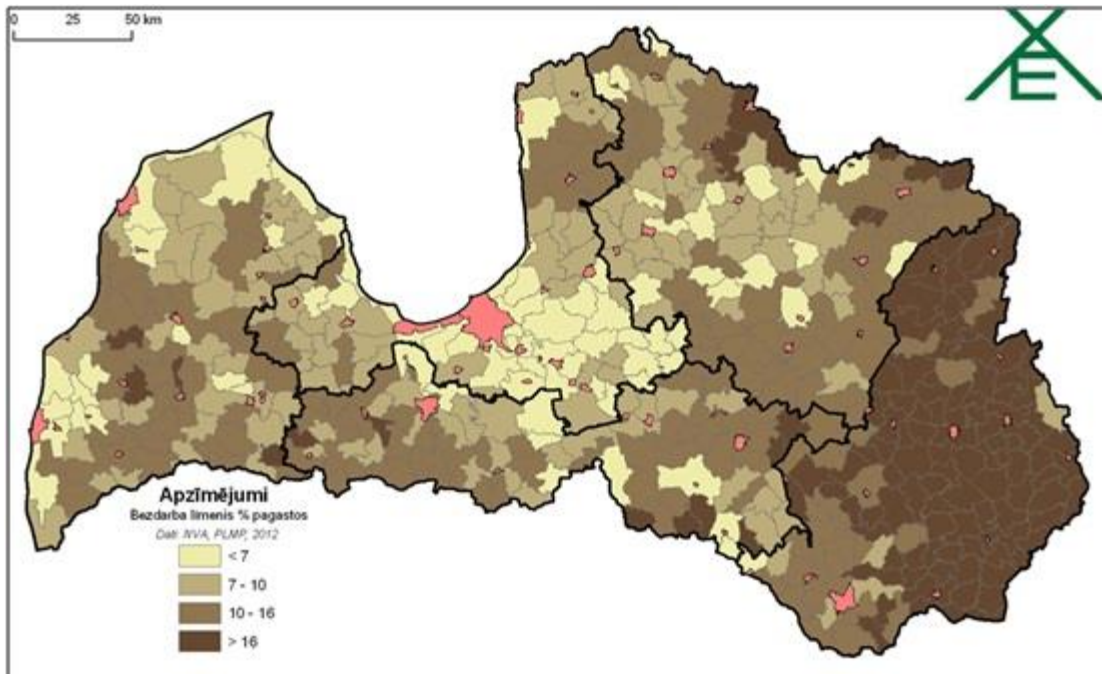 0 25 50 km
Apzīmējumi
Bezdarba līmenis % pagastos
Dati: NVA, PLMP, 2012
< 7
7 - 10
10 - 16
> 16